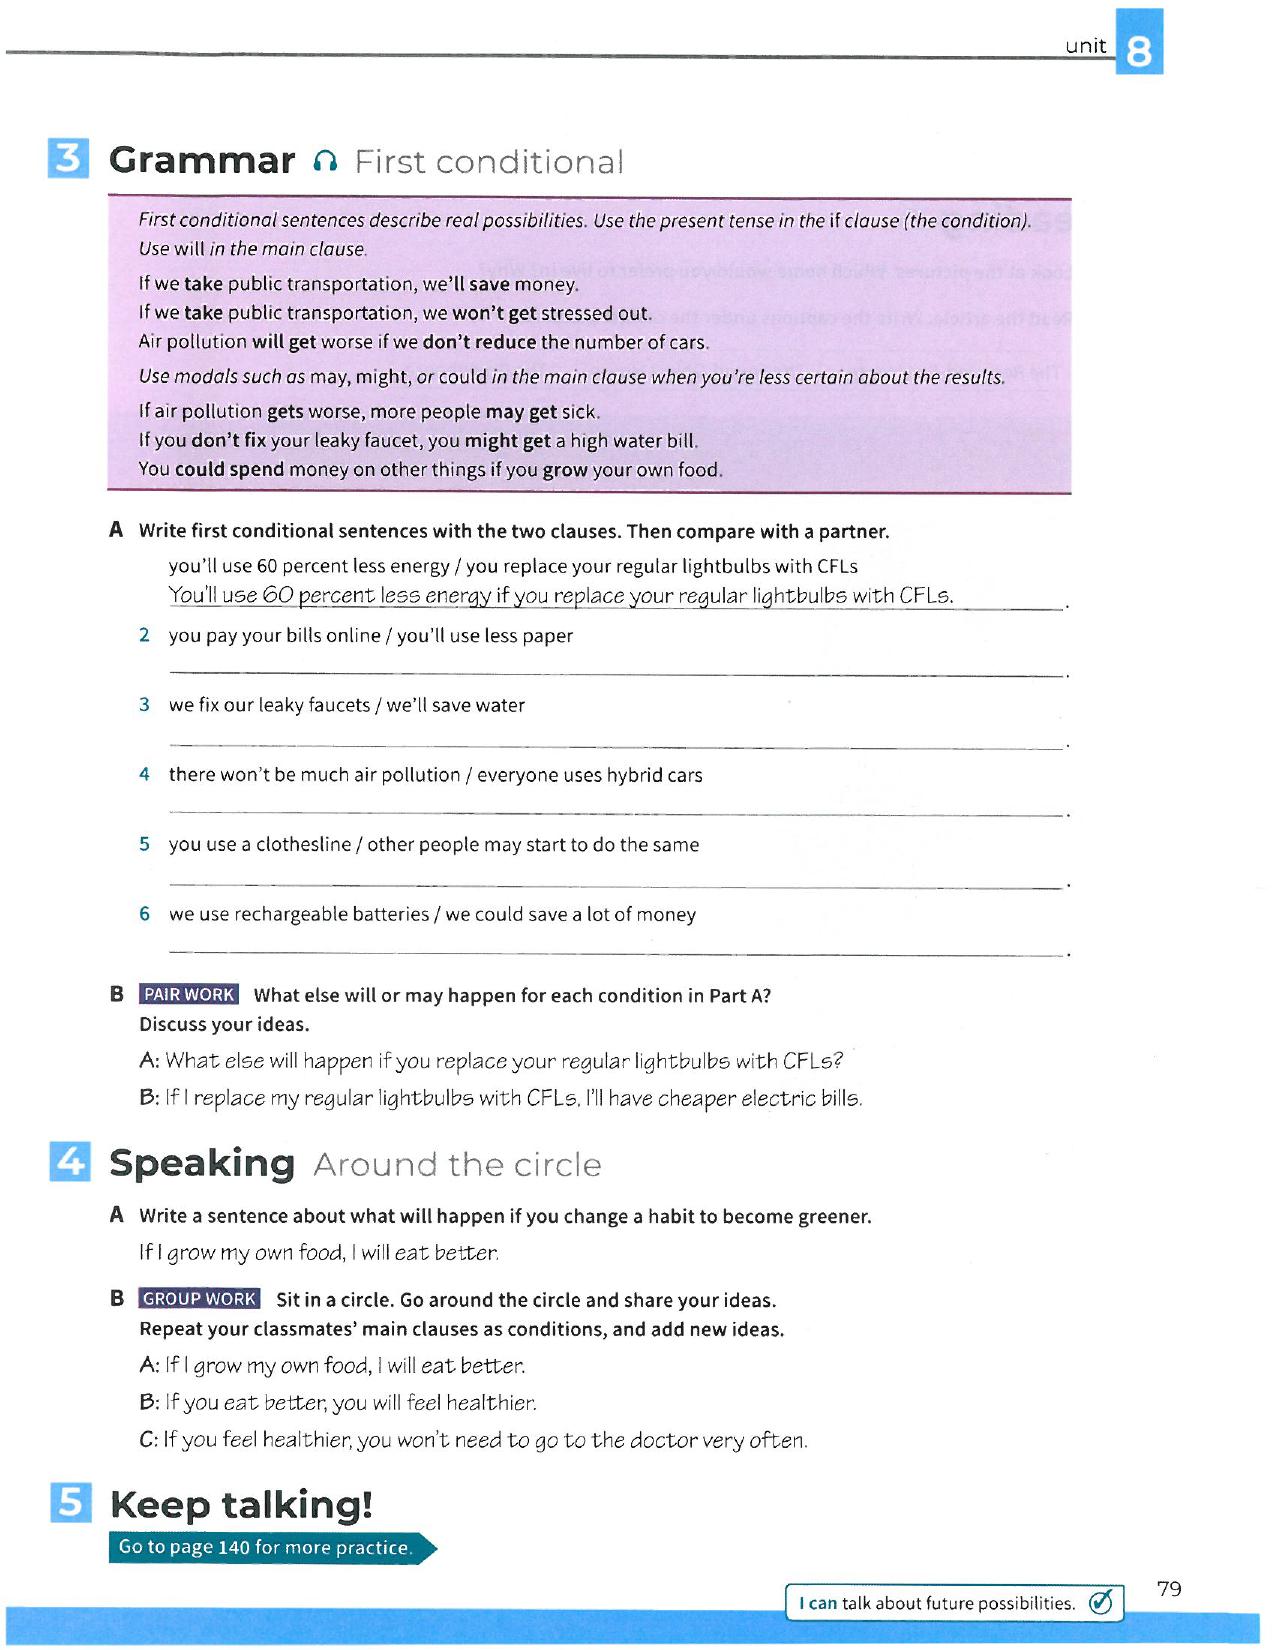 unit 8
3 Grammar First conditional
First conditional sentences describe real possibilities. Use the present tense in the if clause (the condition).
Use will in the main clause.
If we take public transportation, we'll save money.
If we take public transportation, we won't get stressed out.
Air pollution will get worse if we don't reduce the number of cars.
Use modals such as may, might, or could in the main clause when you're less certain about the results.
If air pollution gets worse, more people may get sick.
If you don't fix your leaky faucet, you might get a high water bill.
You could spend money on other things if you grow your own food.
A Write first conditional sentences with the two clauses. Then compare with a partner.
you'll use 60 percent less energy / you replace your regular lightbulbs with CFLs
You'll use 60 percent less energy if you replace your regular lightbulbs with CFLs. .
2 you pay your bills online / you'll use less paper
.
3 we fix our leaky faucets / we'll save water
.
4 there won't be much air pollution / everyone uses hybrid cars
.
5 you use a clothesline / other people may start to do the same
.
6 we use rechargeable batteries / we could save a lot of money
.
B PAIR WORK What else will or may happen for each condition in Part A?
Discuss your ideas.
A: What else will happen if you replace your regular lightbulbs with CFLs?
B: If I replace my regular lightbulbs with CFLs, I'll have cheaper electric bills.
4 Speaking Around the circle
A Write a sentence about what will happen if you change a habit to become greener.
If I grow my own food, I will eat better.
B GROUP WORK Sit in a circle. Go around the circle and share your ideas.
Repeat your classmates' main clauses as conditions, and add new ideas.
A: If I grow my own food, I will eat better.
B: If you eat better, you will feel healthier.
C: If you feel healthier, you won't need to go to the doctor very often.
5 Keep talking!
Go to page 140 for more practice.
I can talk about future possibilities.
79